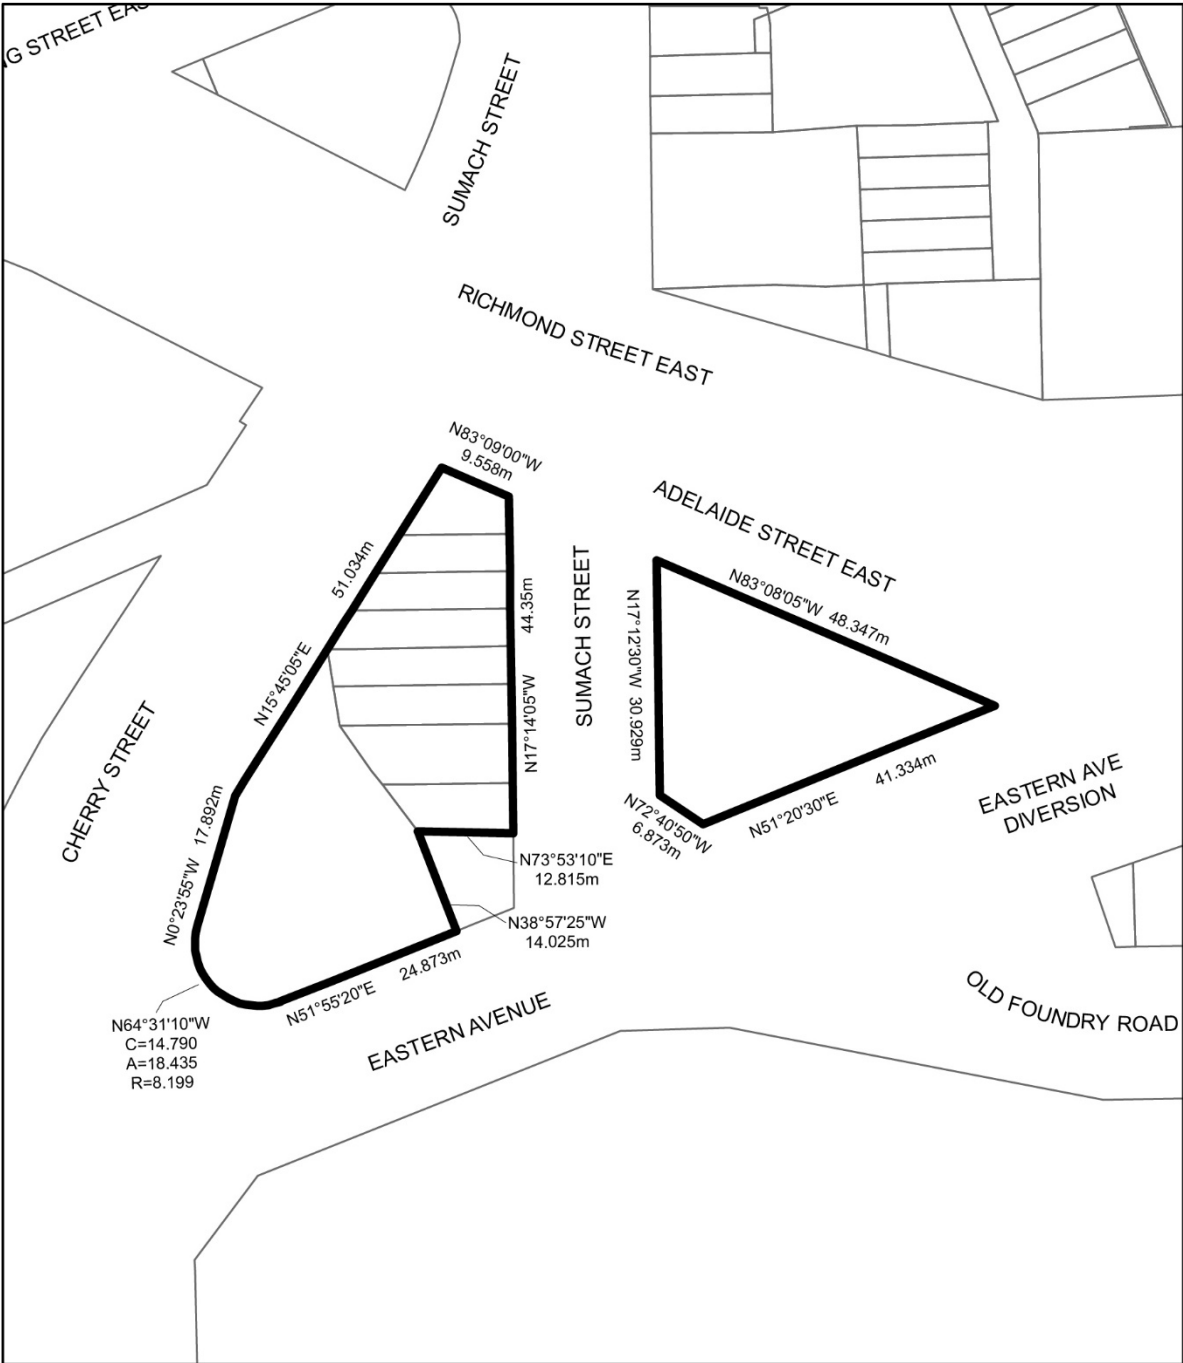 G STREET EAS
SUMACH STREET
RICHMOND STREET EAST
N83°09'00"W
9.558m
ADELAIDE STREET EAST
N83°08'05"W 48.347m
51.034m
N15°45'05"E
44.35m
N17°14'05"W
SUMACH STREET
N17°12'30"W 30.929m
CHERRY STREET
N0°23'55"W 17.892m
41.334m
N51°20'30"E
EASTERN AVE
DIVERSION
N72°40'50"W
6.873m
N73°53'10"E
12.815m
N38°57'25"W
14.025m
24.873m
N51°55'20"E
N64°31'10"W
C=14.790
A=18.435
R=8.199
EASTERN AVENUE
OLD FOUNDRY ROAD